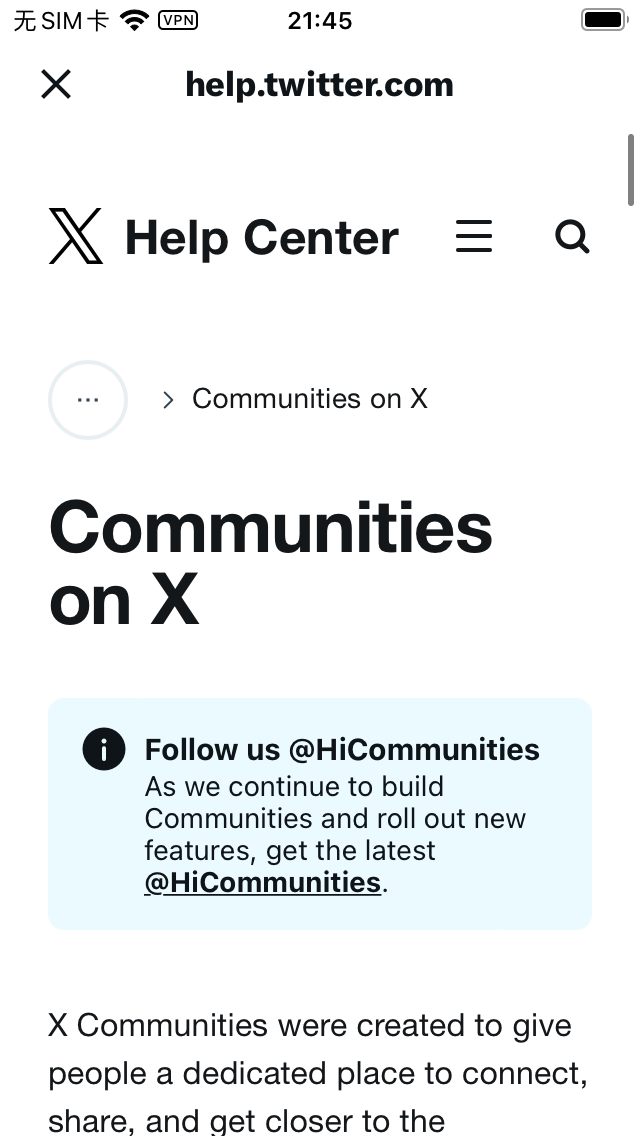 无SIM卡 VPN 21:45
help.twitter.com
X Help Center
... > Communities on X
Communities
on X
Follow us @HiCommunities
As we continue to build
Communities and roll out new
features, get the latest
@HiCommunities.
X Communities were created to give
people a dedicated place to connect,
share, and get closer to the